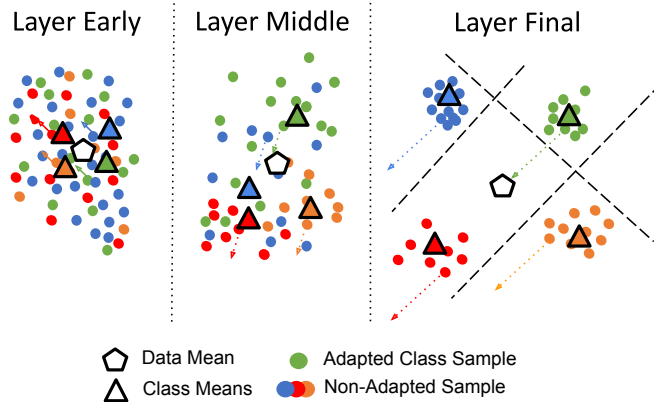 Layer Early
Layer Middle
Layer Final
Data Mean
Adapted Class Sample
Class Means
Non-Adapted Sample